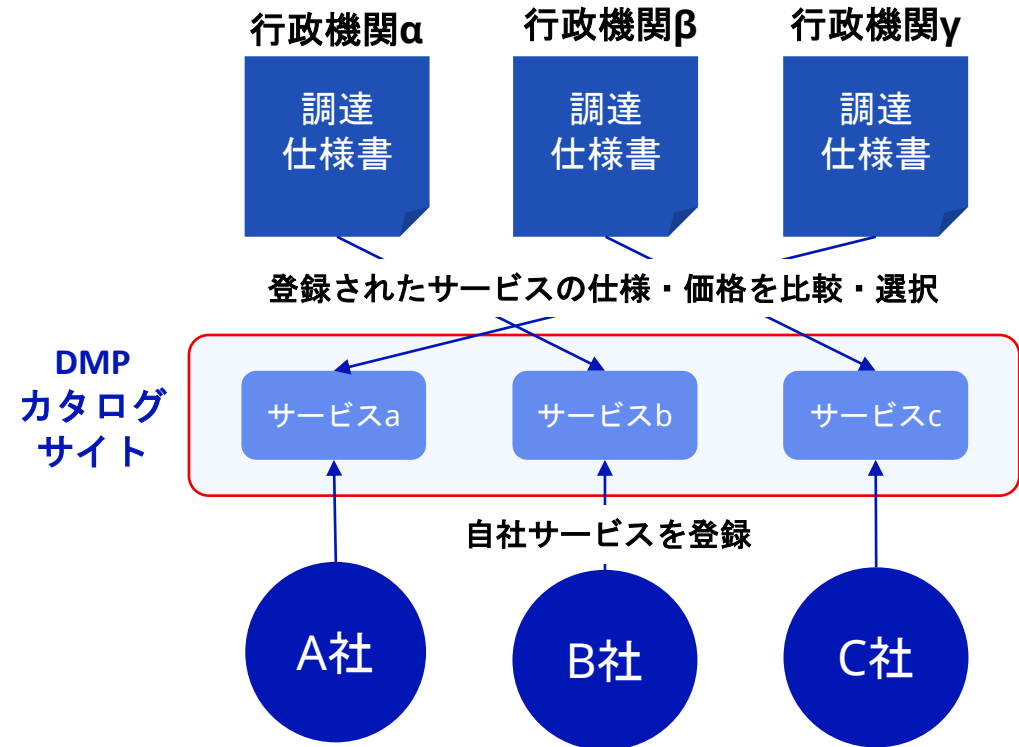 行政機関α
行政機関β
行政機関γ
調達
仕様書
調達
仕様書
調達
仕様書
登録されたサービスの仕様・価格を比較・選択
DMP
カタログ
サイト
サービスa
サービスb
サービスc
自社サービスを登録
A社
B社
C社